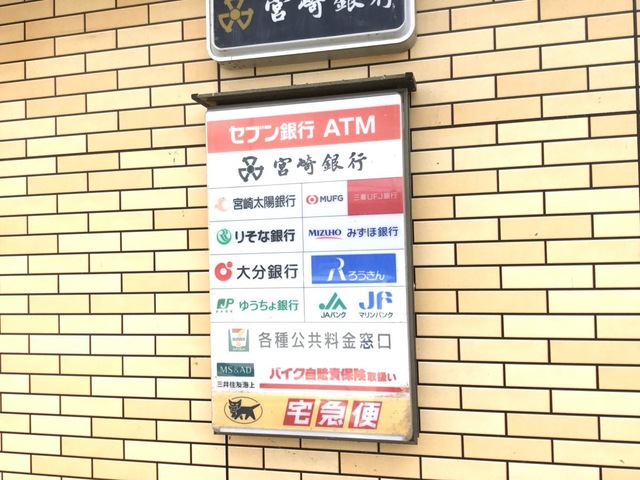 宮崎銀行
セブン銀行 ATM
宮崎銀行
宮崎太陽銀行 MUFG 三菱UFJ銀行
りそな銀行 MIZUHO みずほ銀行
大分銀行 ろうきん
JP ゆうちょ銀行 JA JF
BANK JAバンク マリンバンク
各種公共料金窓口
MS&AD
三井住友海上 バイク自賠責保険取扱い
宅急便